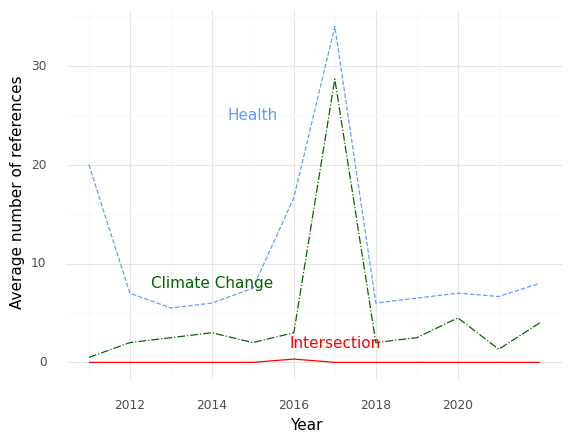 30
20
10
0
Average number of references
Health
Climate Change
Intersection
2012 2014 2016 2018 2020
Year